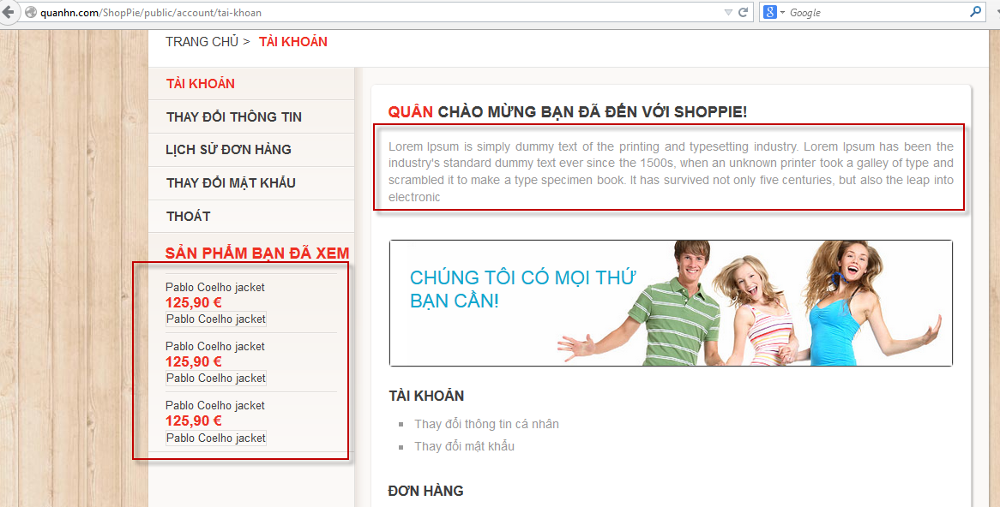 quanhn.com/ShopPie/public/account/tai-khoan
Google
TRANG CHỦ > TÀI KHOẢN
TÀI KHOẢN
THAY ĐỔI THÔNG TIN
LỊCH SỬ ĐƠN HÀNG
THAY ĐỔI MẬT KHẨU
THOÁT
SẢN PHẨM BẠN ĐÃ XEM
Pablo Coelho jacket
125,90 €
Pablo Coelho jacket
Pablo Coelho jacket
125,90 €
Pablo Coelho jacket
Pablo Coelho jacket
125,90 €
Pablo Coelho jacket
QUÂN CHÀO MỪNG BẠN ĐÃ ĐẾN VỚI SHOPPIE!
Lorem Ipsum is simply dummy text of the printing and typesetting industry. Lorem Ipsum has been the
industry's standard dummy text ever since the 1500s, when an unknown printer took a galley of type and
scrambled it to make a type specimen book. It has survived not only five centuries, but also the leap into
electronic
CHÚNG TÔI CÓ MỌI THỨ
BẠN CẦN!
TÀI KHOẢN
Thay đổi thông tin cá nhân
Thay đổi mật khẩu
ĐƠN HÀNG